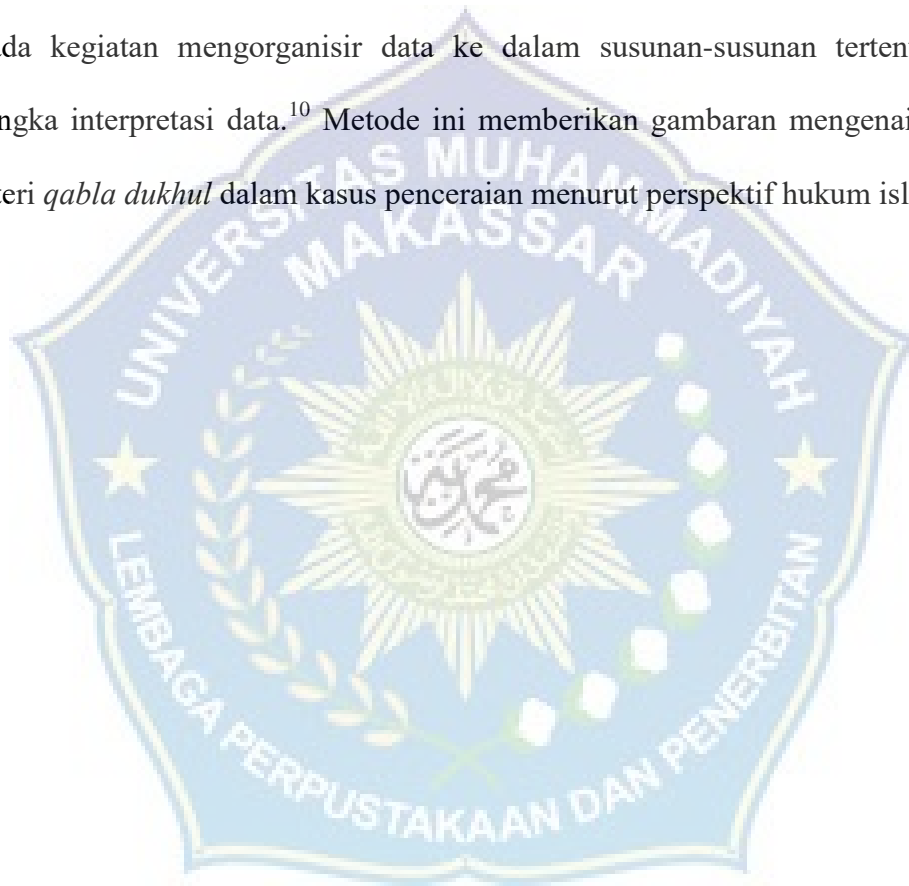 ada kegiatan mengorganisir data ke dalam susunan-susunan terten
ngka interpretasi data.¹⁰ Metode ini memberikan gambaran mengenai
teri qabla dukhul dalam kasus penceraian menurut perspektif hukum isl
UNIVERSITAS MUHAMMADIYAH
MAKASSAR
LEMBAGA PERPUSTAKAAN DAN PENERBITAN